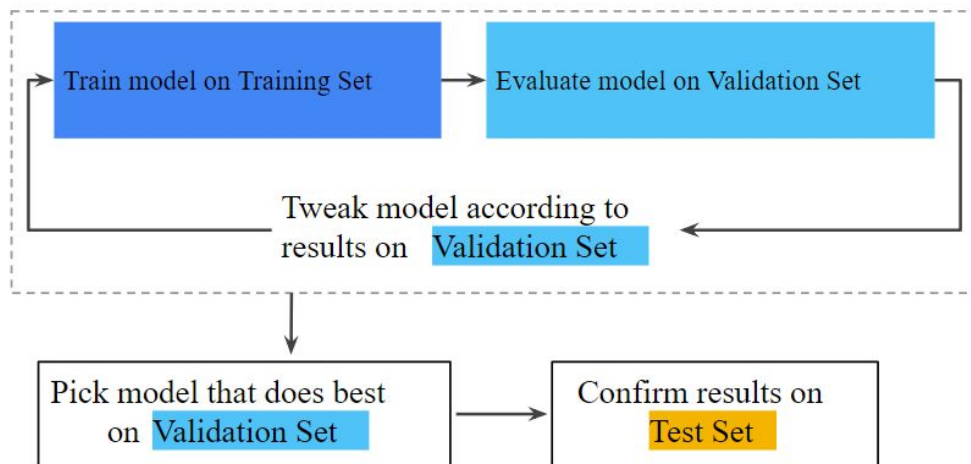 Train model on Training Set
Evaluate model on Validation Set
Tweak model according to
results on Validation Set
Pick model that does best
on Validation Set
Confirm results on
Test Set